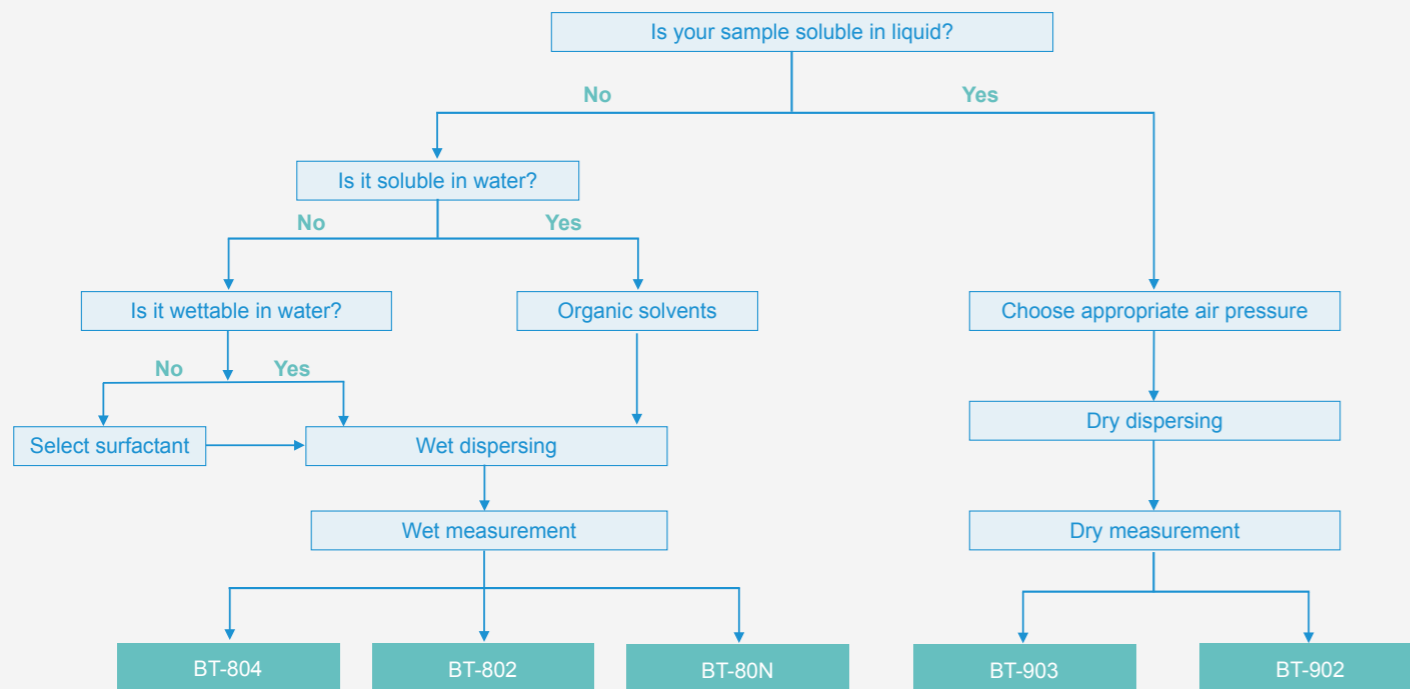 Is your sample soluble in liquid?
No
Yes
Is it soluble in water?
No
Yes
Is it wettable in water?
Organic solvents
Choose appropriate air pressure
No
Yes
Select surfactant
Wet dispersing
Dry dispersing
Wet measurement
Dry measurement
BT-804
BT-802
BT-80N
BT-903
BT-902